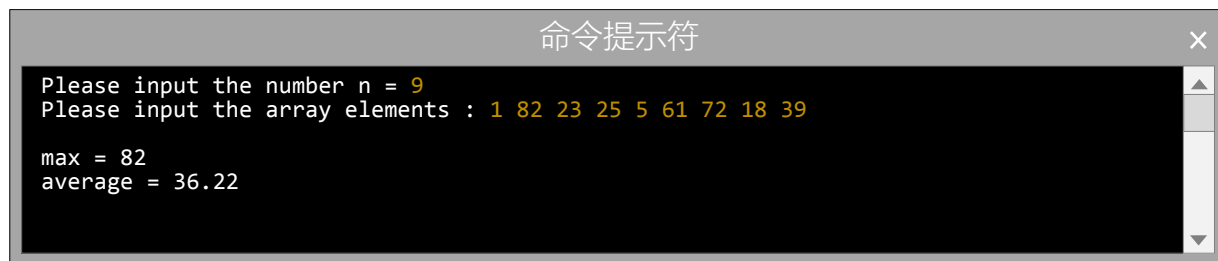 命令提示符
Please input the number n = 9
Please input the array elements : 1 82 23 25 5 61 72 18 39
max = 82
average = 36.22